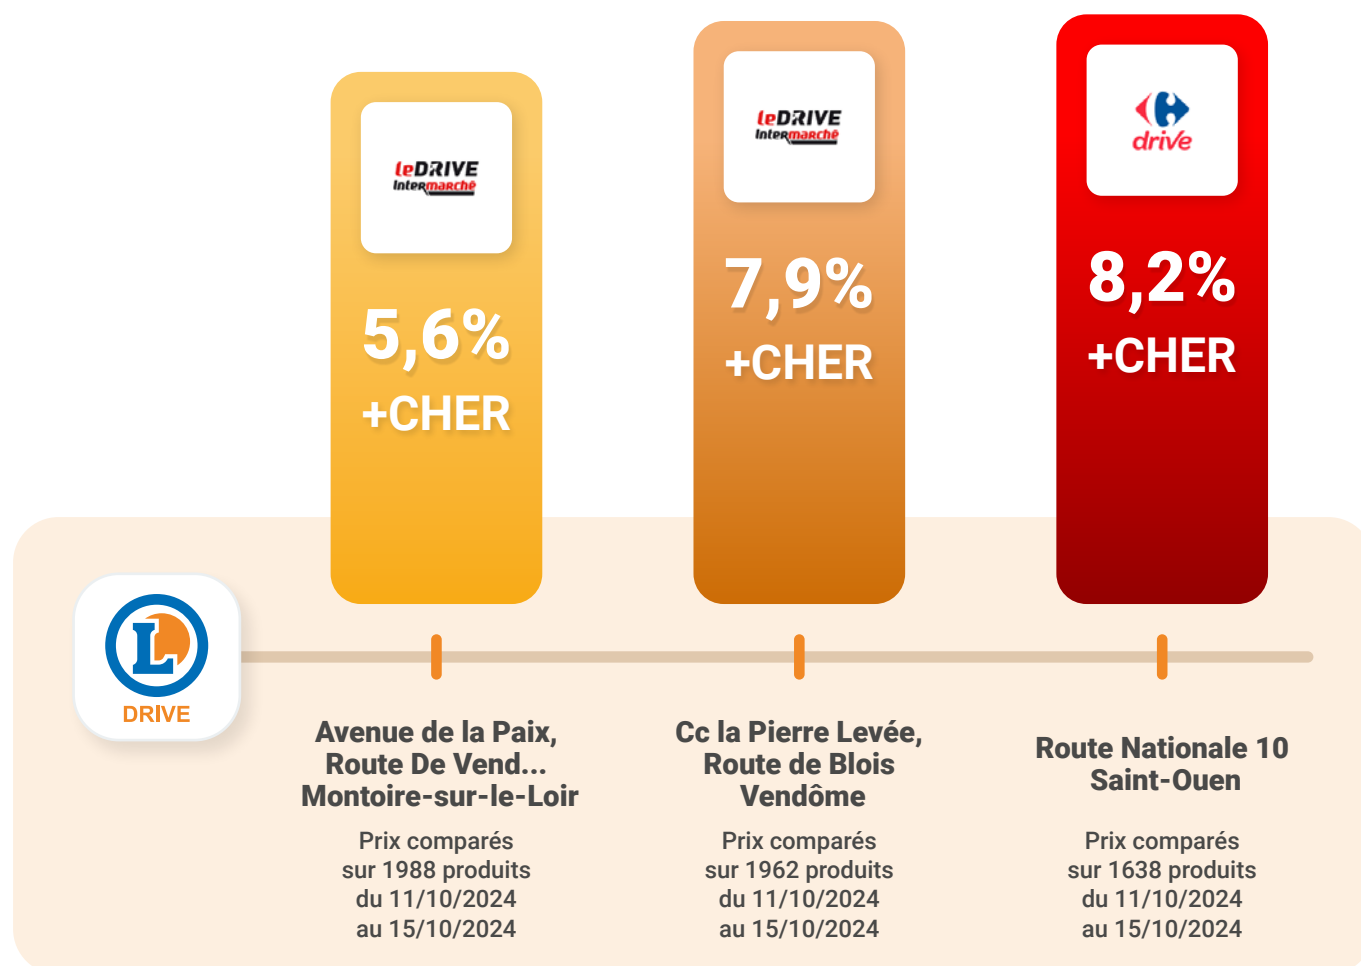 leDRIVE
Intermarché
5,6%
+CHER
leDRIVE
Intermarché
7,9%
+CHER
drive
8,2%
+CHER
L
DRIVE
Avenue de la Paix,
Route De Vend...
Montoire-sur-le-Loir
Prix comparés
sur 1988 produits
du 11/10/2024
au 15/10/2024
Cc la Pierre Levée,
Route de Blois
Vendôme
Prix comparés
sur 1962 produits
du 11/10/2024
au 15/10/2024
Route Nationale 10
Saint-Ouen
Prix comparés
sur 1638 produits
du 11/10/2024
au 15/10/2024